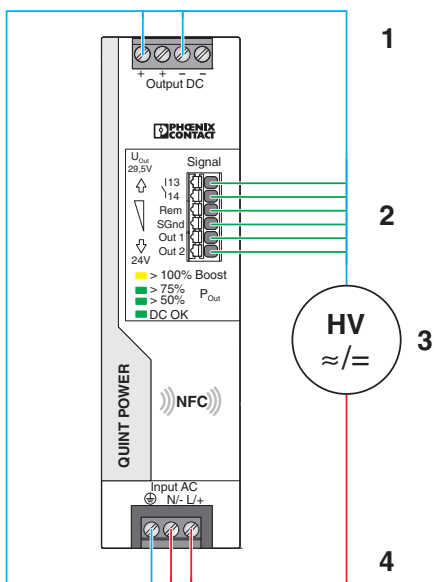 1
+ + − −
Output DC
PHŒNIX
CONTACT
U_Out
29,5V
Signal
13
14
Rem
SGnd
Out 1
Out 2
24V
> 100% Boost
> 75%
> 50%
P_Out
DC OK
2
HV
≈/=
3
QUINT POWER
NFC
Input AC
N/- L/+
4